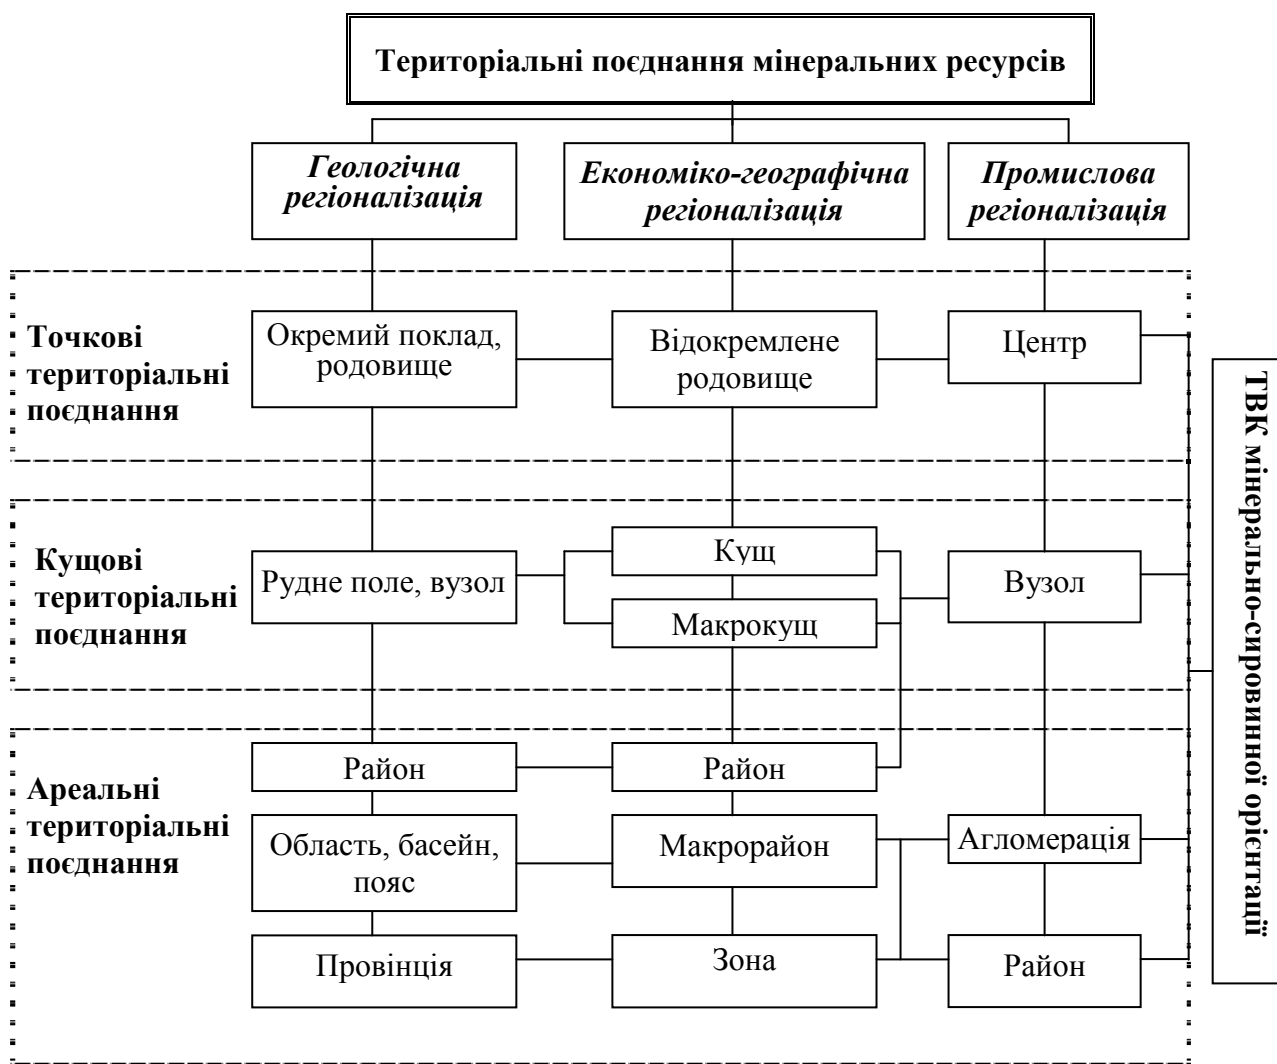 Територіальні поєднання мінеральних ресурсів
Геологічна
регіоналізація
Економіко-географічна
регіоналізація
Промислова
регіоналізація
Точкові
територіальні
поєднання
Окремий поклад,
родовище
Відокремлене
родовище
Центр
Кущові
територіальні
поєднання
Рудне поле, вузол
Кущ
Макрокущ
Вузол
Ареальні
територіальні
поєднання
Район
Район
Область, басейн,
пояс
Макрорайон
Агломерація
Провінція
Зона
Район
ТВК мінерально-сировинної орієнтації